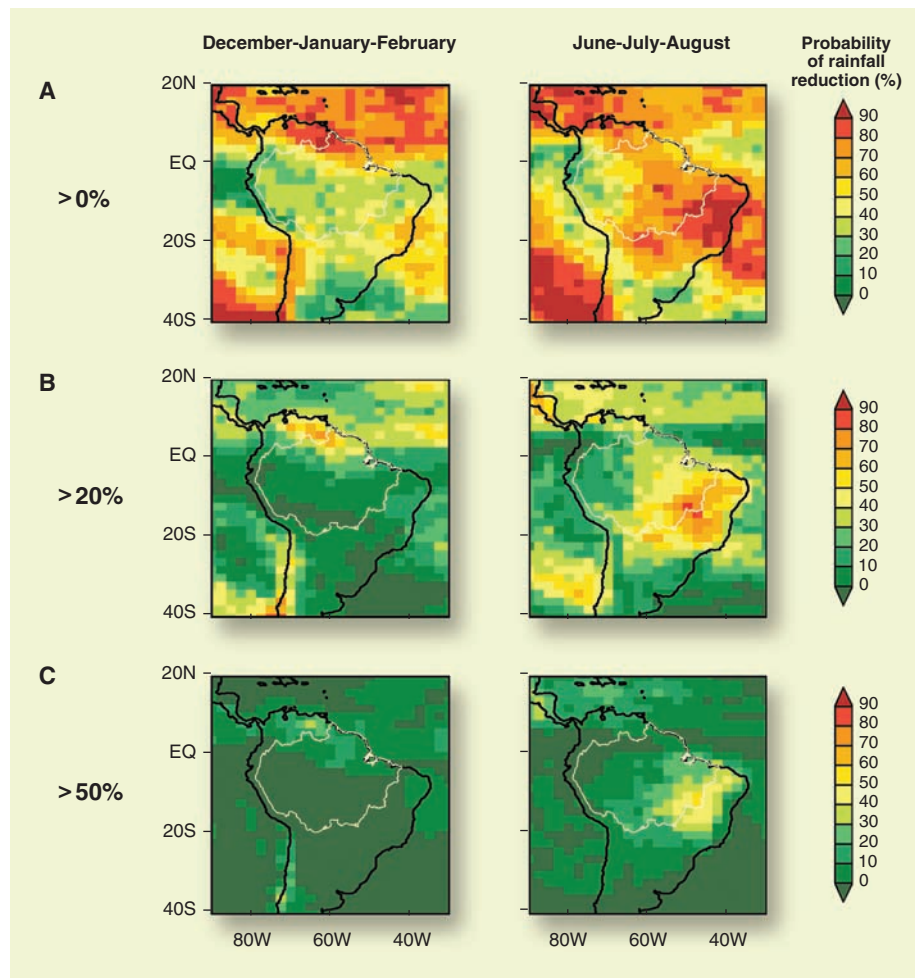 December-January-February
June-July-August
Probability
of rainfall
reduction (%)
A
>0%
20N
EQ
20S
40S
90
80
70
60
50
40
30
20
10
0
B
>20%
20N
EQ
20S
40S
90
80
70
60
50
40
30
20
10
0
C
>50%
20N
EQ
20S
40S
90
80
70
60
50
40
30
20
10
0
80W 60W 40W
80W 60W 40W